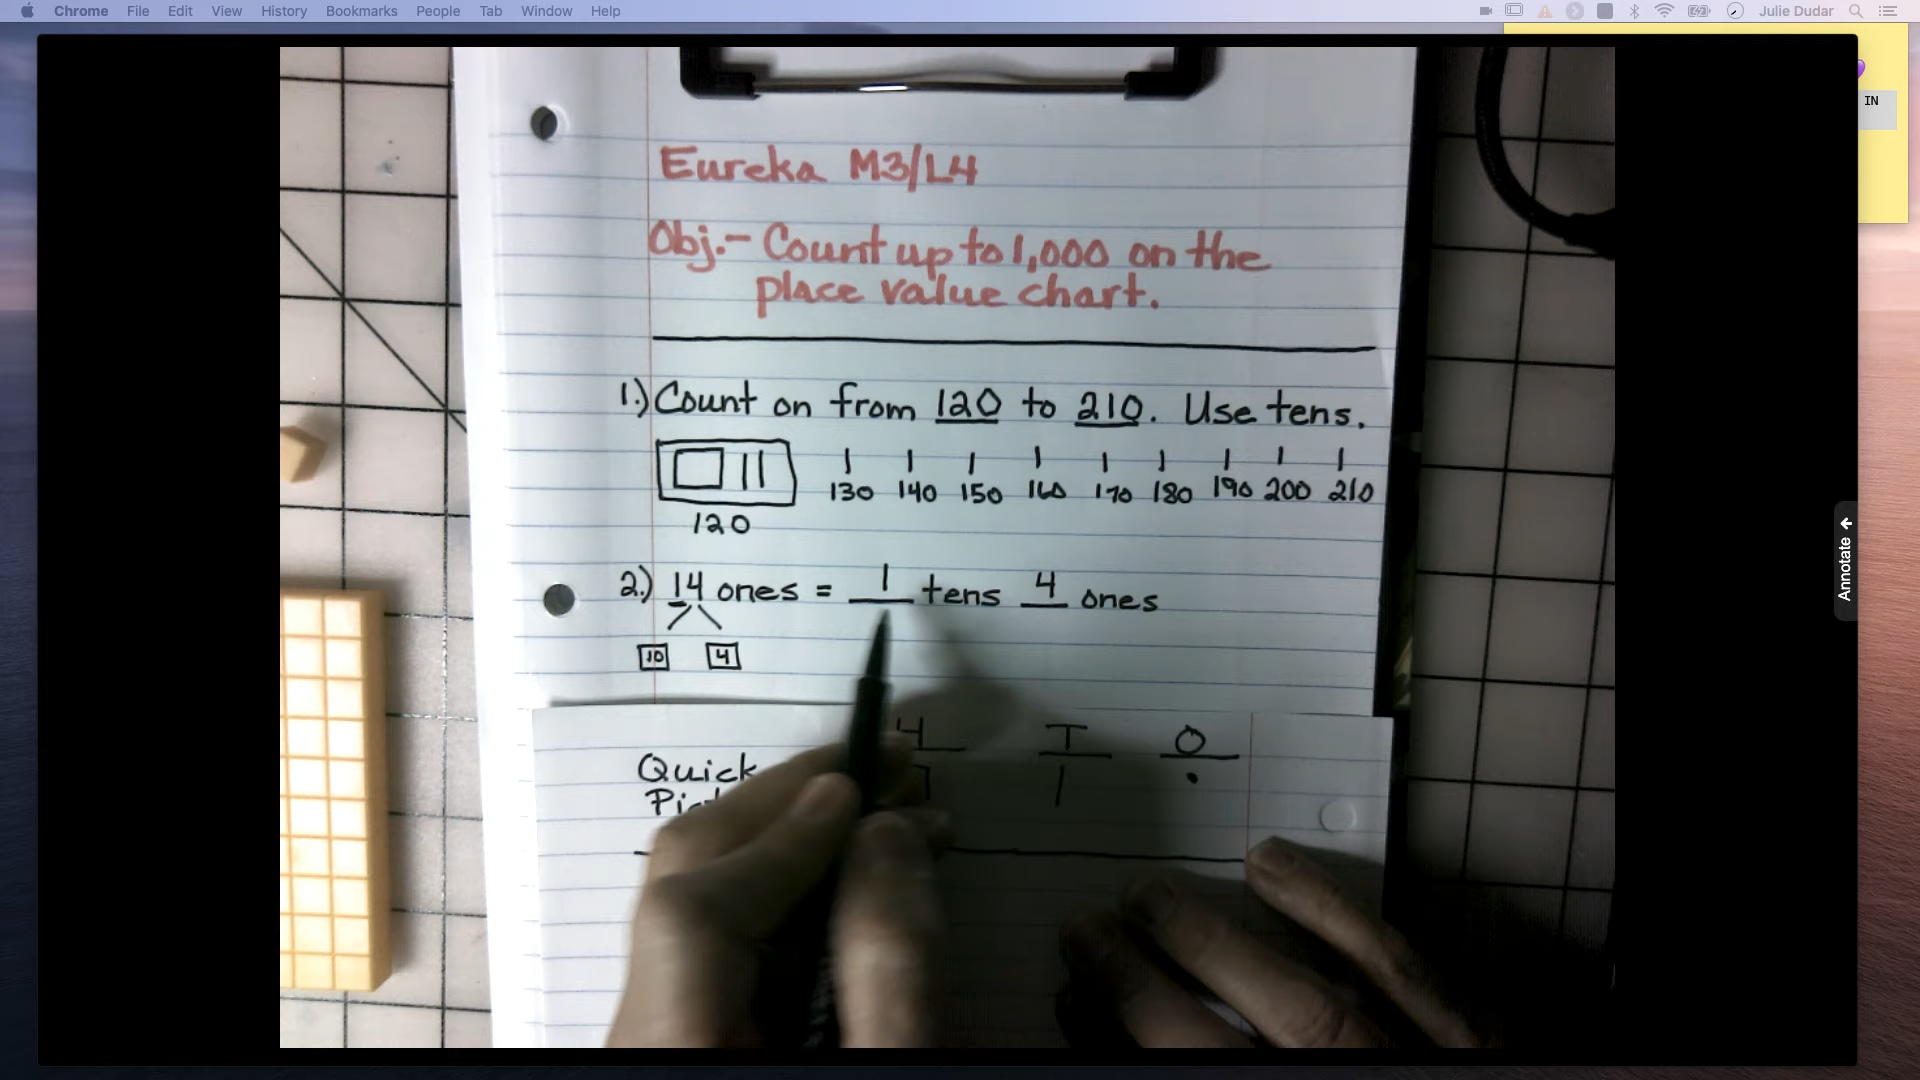 Chrome File Edit View History Bookmarks People Tab Window Help Julie Dudar
IN
Eureka M3/L4
Obj.- Count up to 1,000 on the
place value chart.
1.) Count on from 120 to 210. Use tens.
130 140 150 160 170 180 190 200 210
120
2.) 14 ones = 1 tens 4 ones
10 4
H T O
Quick
Annotate